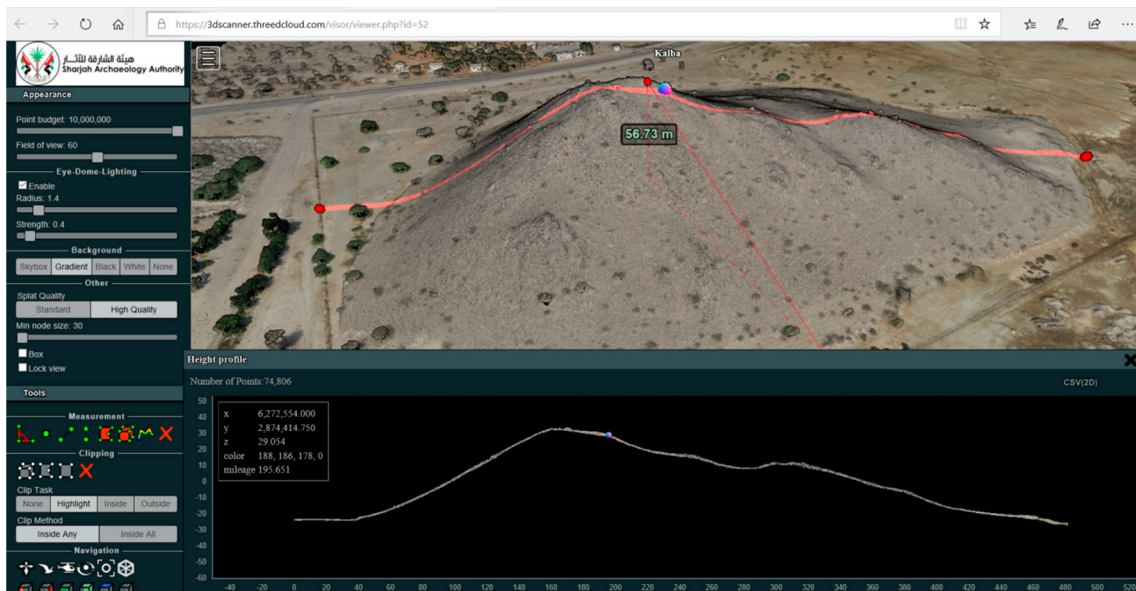 https://3dscanner.threedcloud.com/visor/viewer.php?id=52
هيئة الشارقة للآثـــار
Sharjah Archaeology Authority
Appearance
Point budget: 10,000,000
Field of view: 60
Eye-Dome-Lighting
Enable
Radius: 1.4
Strength: 0.4
Background
Skybox Gradient Black White None
Other
Splat Quality
Standard High Quality
Min node size: 30
Box
Lock view
Tools
Measurement
Clipping
Clip Task
None Highlight Inside Outside
Clip Method
Inside Any Inside All
Navigation
Kalba
56.73 m
Height profile
Number of Points:74,806
CSV(2D)
x 6,272,554.000
y 2,874,414.750
z 29.054
color 188, 186, 178, 0
mileage 195.651
50
40
30
20
10
0
-10
-20
-30
-40
-50
-60
-40 -20 0 20 40 60 80 100 120 140 160 180 200 220 240 260 280 300 320 340 360 380 400 420 440 460 480 500 520